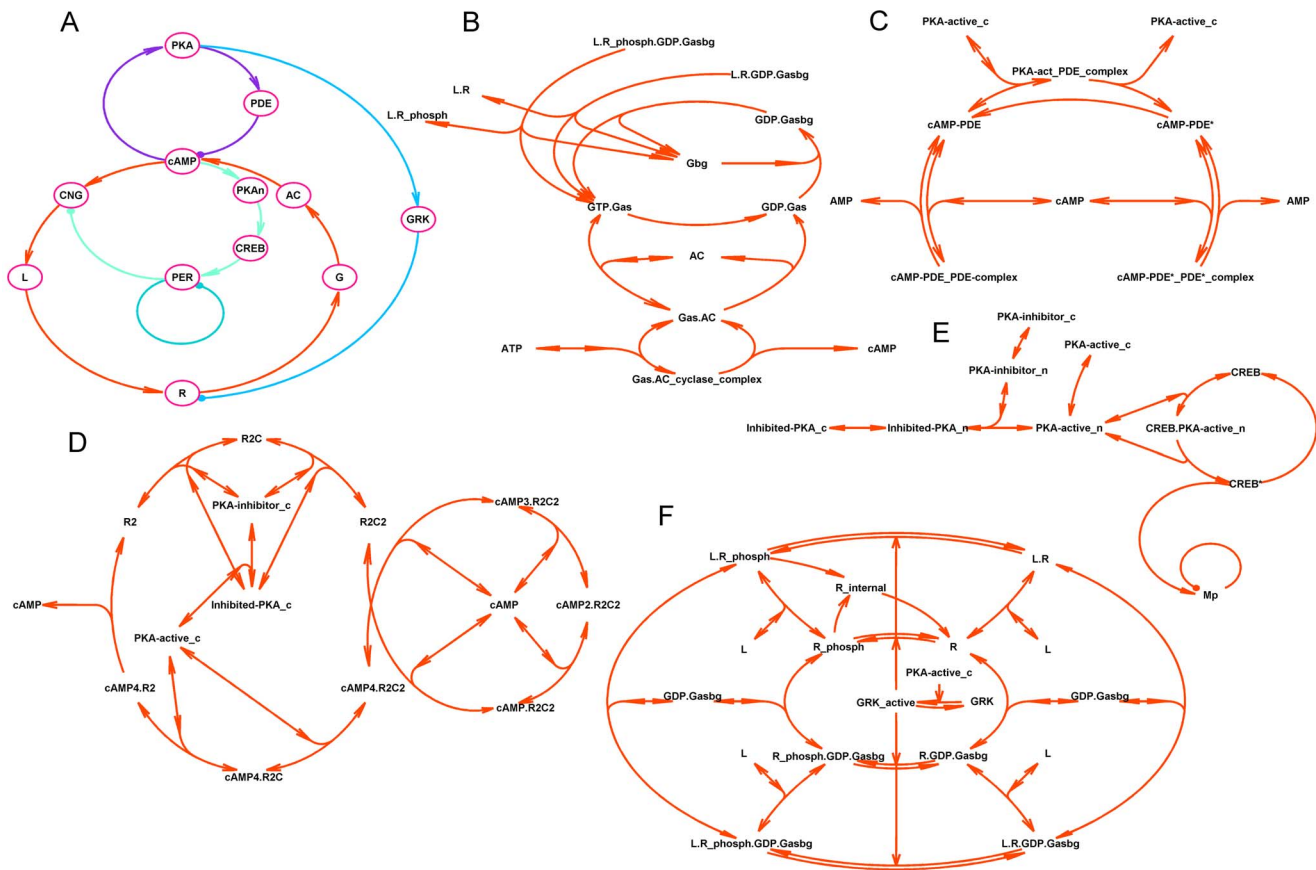 A
PKA
PDE
cAMP
CNG
PKAn
AC
GRK
CREB
L
PER
G
R
B
L.R_phosph.GDP.Gasbg
L.R.GDP.Gasbg
L.R
L.R_phosph
GDP.Gasbg
Gbg
GTP.Gas
GDP.Gas
AC
Gas.AC
ATP
cAMP
Gas.AC_cyclase_complex
C
PKA-active_c
PKA-active_c
PKA-act_PDE_complex
cAMP-PDE
cAMP-PDE*
AMP
cAMP
AMP
cAMP-PDE_PDE-complex
cAMP-PDE*_PDE*_complex
D
R2C
PKA-inhibitor_c
R2
R2C2
cAMP3.R2C2
cAMP
Inhibited-PKA_c
cAMP
cAMP2.R2C2
PKA-active_c
cAMP4.R2
cAMP4.R2C2
cAMP.R2C2
cAMP4.R2C
E
PKA-inhibitor_c
PKA-active_c
PKA-inhibitor_n
CREB
Inhibited-PKA_c
Inhibited-PKA_n
PKA-active_n
CREB.PKA-active_n
CREB*
Mp
F
L.R_phosph
L.R
R_internal
L
R_phosph
R
L
PKA-active_c
GDP.Gasbg
GRK_active
GRK
GDP.Gasbg
L
R_phosph.GDP.Gasbg
R.GDP.Gasbg
L
L.R_phosph.GDP.Gasbg
L.R.GDP.Gasbg